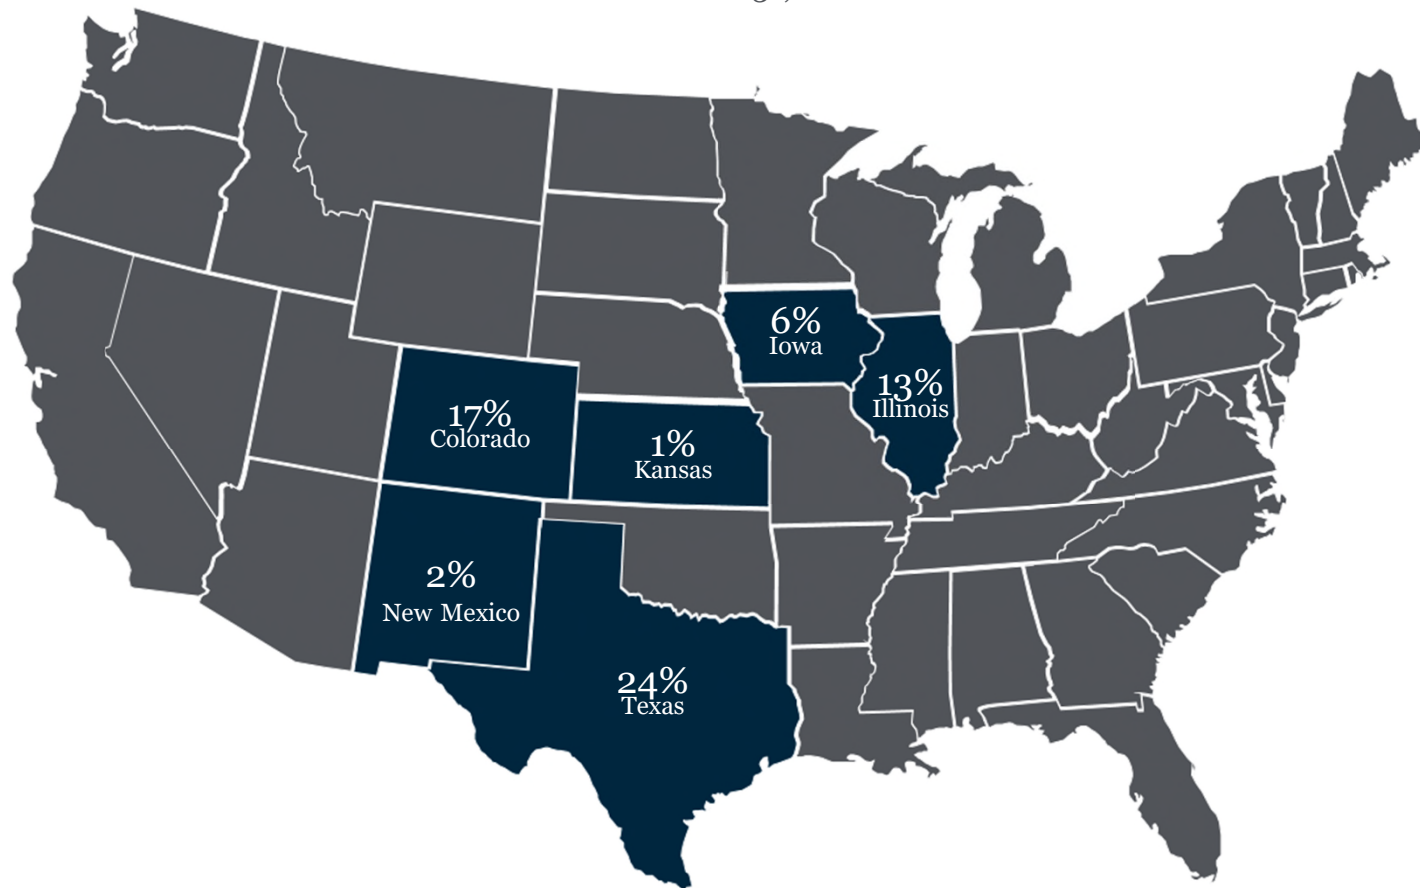 6%
Iowa
13%
Illinois
17%
Colorado
1%
Kansas
2%
New Mexico
24%
Texas